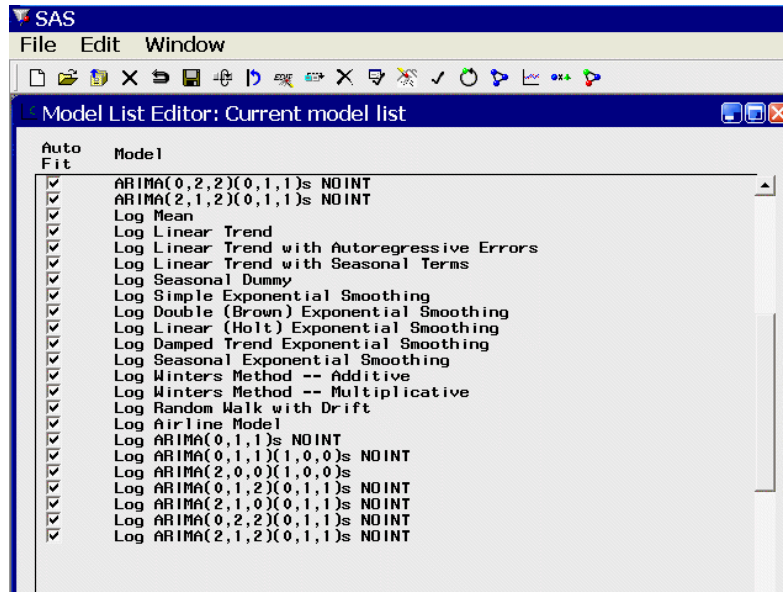 SAS
File Edit Window
Model List Editor: Current model list
Auto
Fit Model
ARIMA(0,2,2)(0,1,1)s NOINT
ARIMA(2,1,2)(0,1,1)s NOINT
Log Mean
Log Linear Trend
Log Linear Trend with Autoregressive Errors
Log Linear Trend with Seasonal Terms
Log Seasonal Dummy
Log Simple Exponential Smoothing
Log Double (Brown) Exponential Smoothing
Log Linear (Holt) Exponential Smoothing
Log Damped Trend Exponential Smoothing
Log Seasonal Exponential Smoothing
Log Winters Method -- Additive
Log Winters Method -- Multiplicative
Log Random Walk with Drift
Log Airline Model
Log ARIMA(0,1,1)s NOINT
Log ARIMA(0,1,1)(1,0,0)s NOINT
Log ARIMA(2,0,0)(1,0,0)s
Log ARIMA(0,1,2)(0,1,1)s NOINT
Log ARIMA(2,1,0)(0,1,1)s NOINT
Log ARIMA(0,2,2)(0,1,1)s NOINT
Log ARIMA(2,1,2)(0,1,1)s NOINT